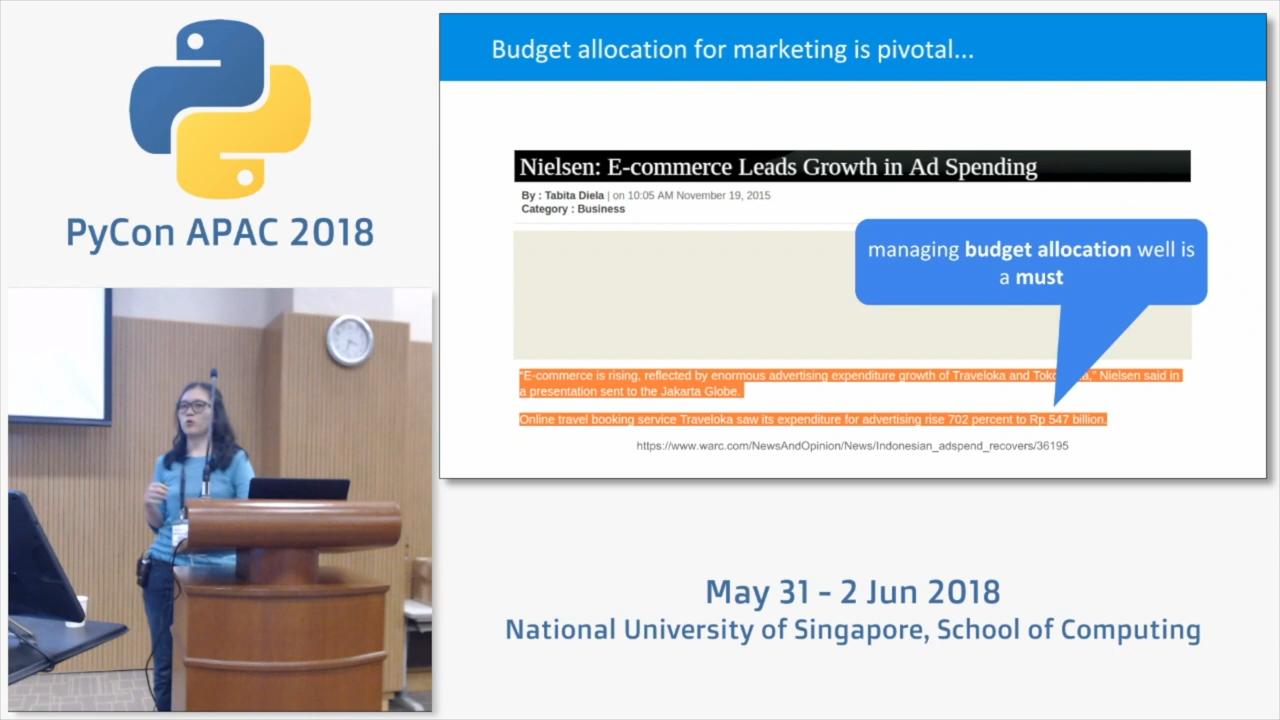 PyCon APAC 2018
Budget allocation for marketing is pivotal...
Nielsen: E-commerce Leads Growth in Ad Spending
By : Tabita Diela | on 10:05 AM November 19, 2015
Category : Business
managing budget allocation well is
a must
"E-commerce is rising, reflected by enormous advertising expenditure growth of Traveloka and Tok a," Nielsen said in
a presentation sent to the Jakarta Globe.
Online travel booking service Traveloka saw its expenditure for advertising rise 702 percent to Rp 547 billion.
https://www.warc.com/NewsAndOpinion/News/Indonesian_adspend_recovers/36195
May 31 - 2 Jun 2018
National University of Singapore, School of Computing